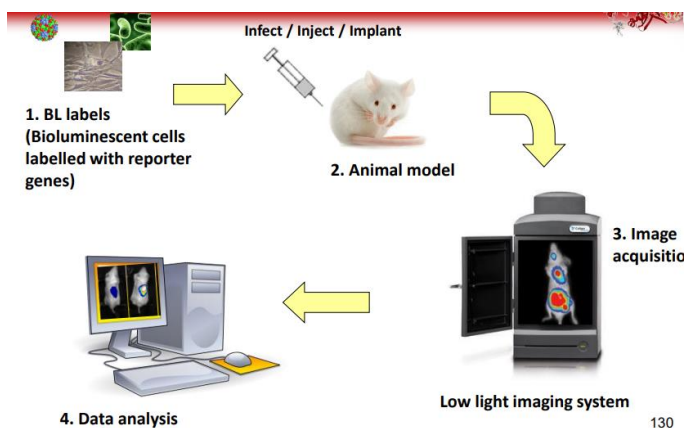 Infect / Inject / Implant
1. BL labels
(Bioluminescent cells
labelled with reporter
genes)
2. Animal model
3. Image
acquisitio
Low light imaging system
4. Data analysis
130